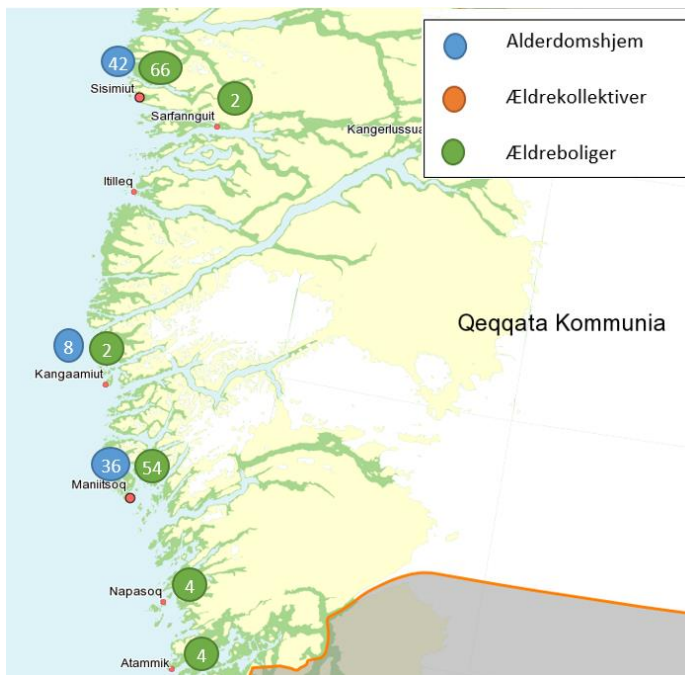 Alderdomshjem
Ældrekollektiver
Ældreboliger
42
66
Sisimiut
2
Sarfannguit
Kangerlussua
Itilleq
Qeqqata Kommunia
8
2
Kangaamiut
36
54
Maniitsoq
4
Napasoq
4
Atammik